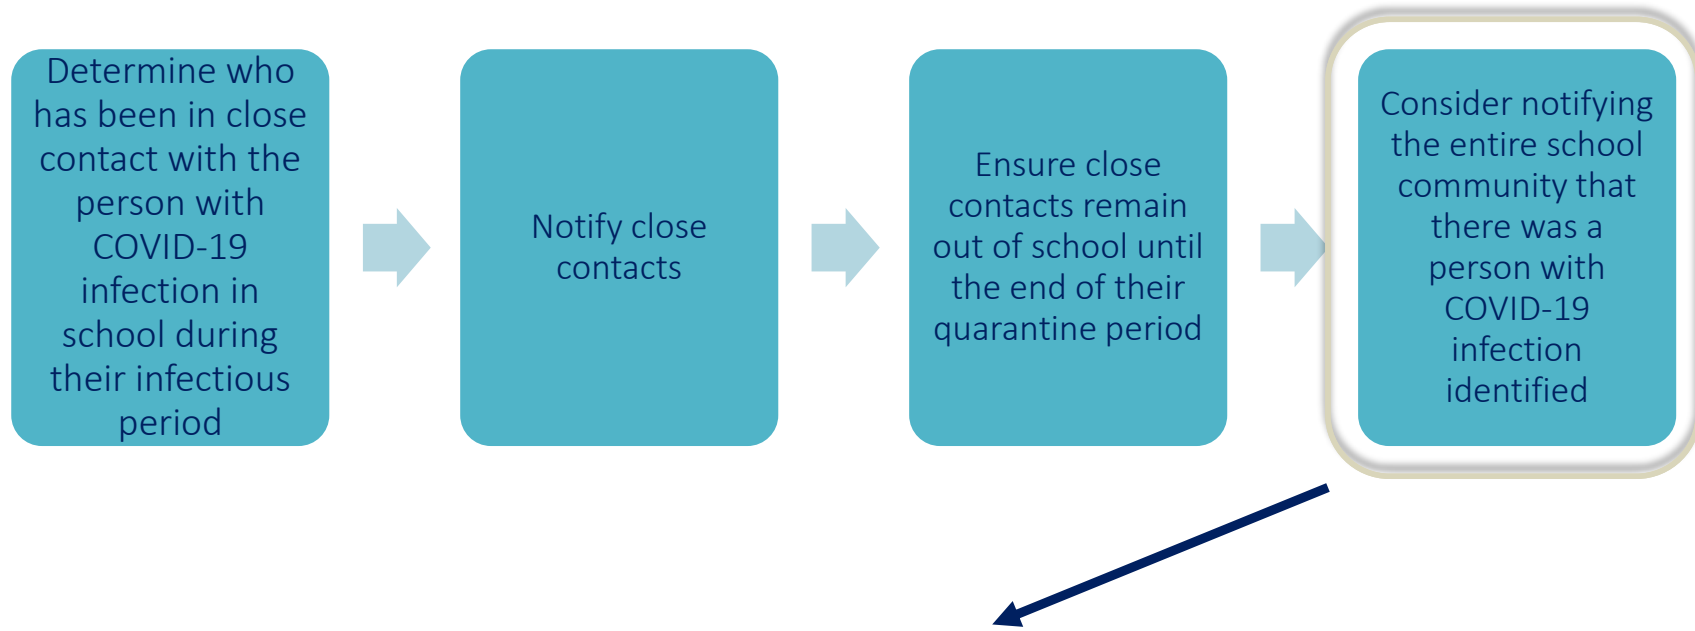 Determine who
has been in close
contact with the
person with
COVID-19
infection in
school during
their infectious
period
Notify close
contacts
Ensure close
contacts remain
out of school until
the end of their
quarantine period
Consider notifying
the entire school
community that
there was a
person with
COVID-19
infection
identified